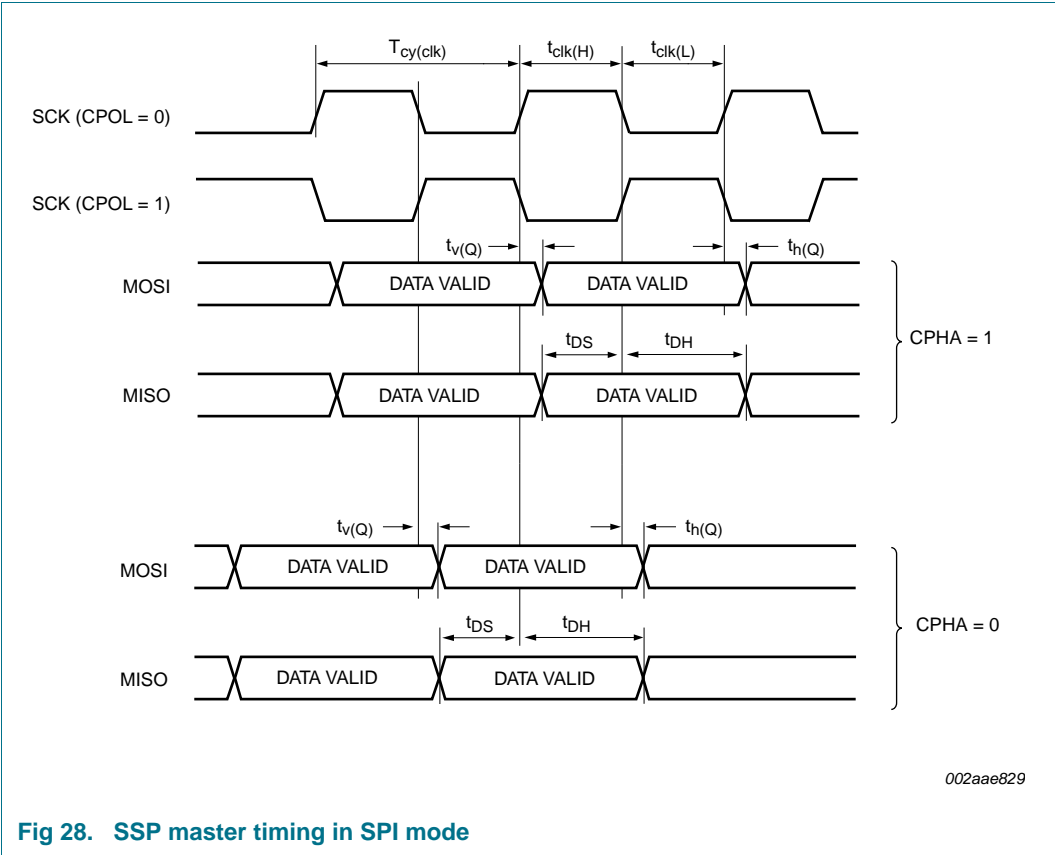 Tcy(clk) tclk(H) tclk(L)
SCK (CPOL = 0)
SCK (CPOL = 1)
tv(Q) th(Q)
MOSI DATA VALID DATA VALID
CPHA = 1
tDS tDH
MISO DATA VALID DATA VALID
tv(Q) th(Q)
MOSI DATA VALID DATA VALID
CPHA = 0
tDS tDH
MISO DATA VALID DATA VALID
002aae829
Fig 28. SSP master timing in SPI mode